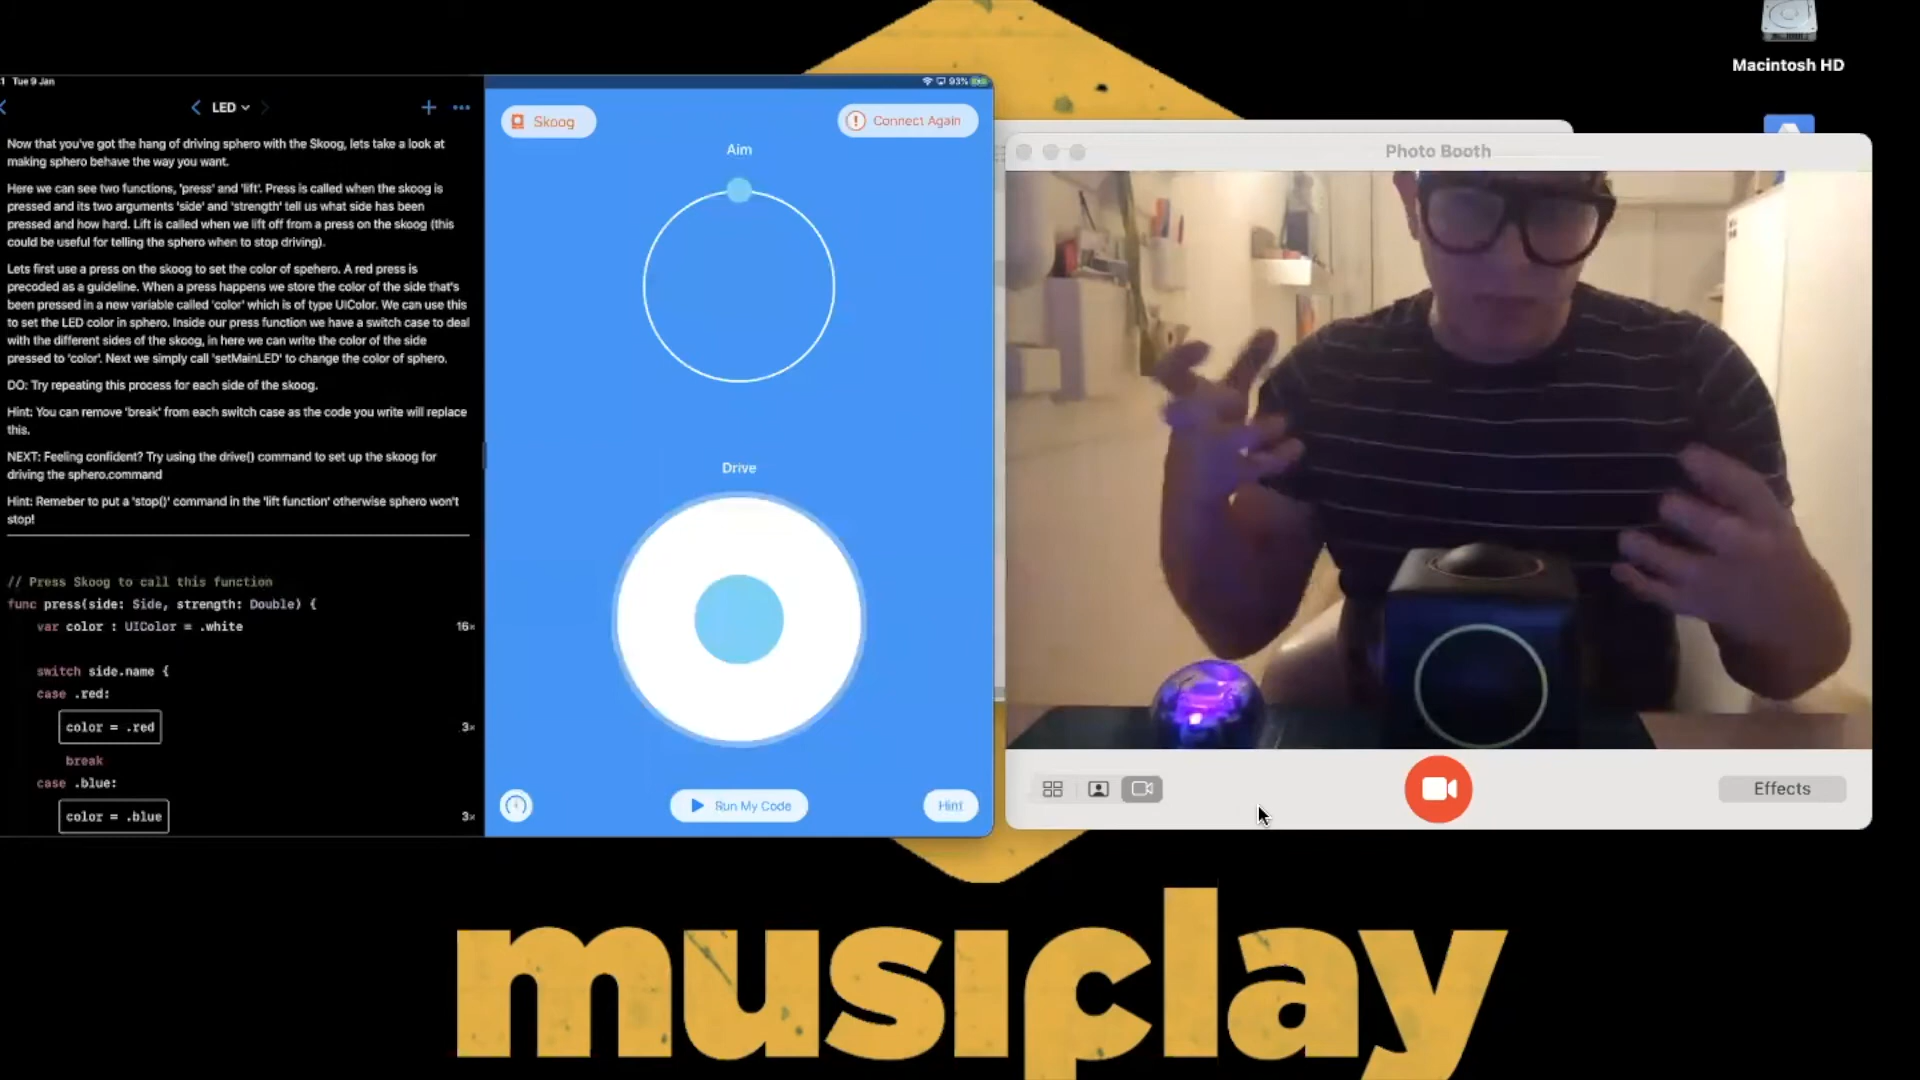 1 Tue 9 Jan
LED
Now that you've got the hang of driving sphero with the Skoog, lets take a look at
making sphero behave the way you want.
Here we can see two functions, 'press' and 'lift'. Press is called when the skoog is
pressed and its two arguments 'side' and 'strength' tell us what side has been
pressed and how hard. Lift is called when we lift off from a press on the skoog (this
could be useful for telling the sphero when to stop driving).
Lets first use a press on the skoog to set the color of spehero. A red press is
precoded as a guideline. When a press happens we store the color of the side that's
been pressed in a new variable called 'color' which is of type UIColor. We can use this
to set the LED color in sphero. Inside our press function we have a switch case to deal
with the different sides of the skoog, in here we can write the color of the side
pressed to 'color'. Next we simply call 'setMainLED' to change the color of sphero.
DO: Try repeating this process for each side of the skoog.
Hint: You can remove 'break' from each switch case as the code you write will replace
this.
NEXT: Feeling confident? Try using the drive() command to set up the skoog for
driving the sphero.command
Hint: Remeber to put a 'stop()' command in the 'lift function' otherwise sphero won't
stop!
// Press Skoog to call this function
func press(side: Side, strength: Double) {
var color : UIColor = .white 16×
switch side.name {
case .red:
color = .red 3×
break
case .blue:
color = .blue 3×
93%
Skoog
Connect Again
Aim
Drive
Run My Code
Hint
Photo Booth
Effects
Macintosh HD
musıclay